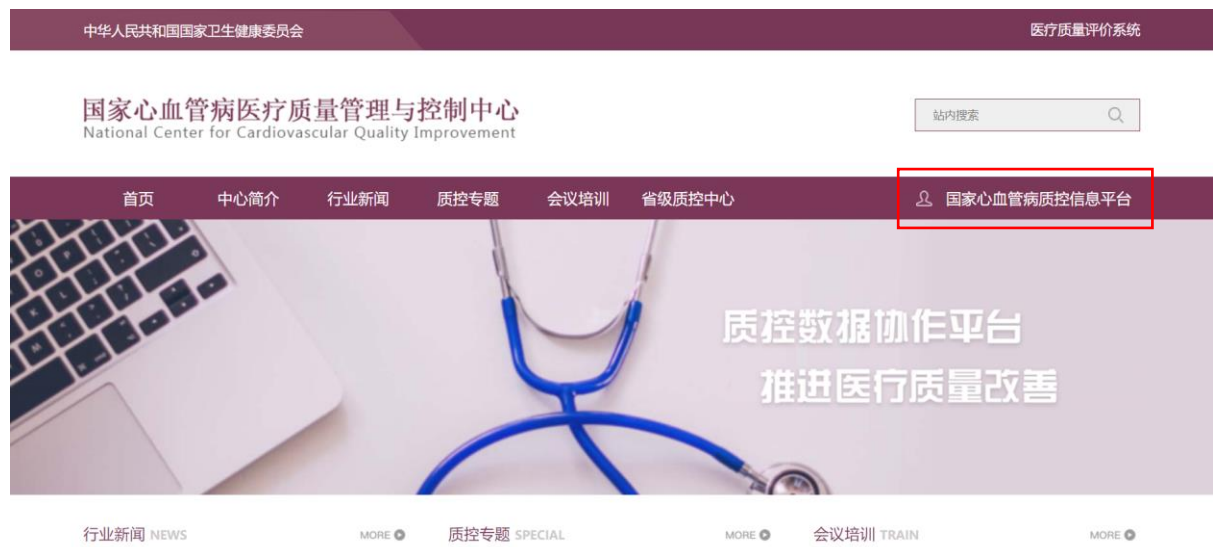 中华人民共和国国家卫生健康委员会 医疗质量评价系统
国家心血管病医疗质量管理与控制中心
National Center for Cardiovascular Quality Improvement
站内搜索
首页 中心简介 行业新闻 质控专题 会议培训 省级质控中心 国家心血管病质控信息平台
质控数据协作平台
推进医疗质量改善
行业新闻 NEWS MORE 质控专题 SPECIAL MORE 会议培训 TRAIN MORE